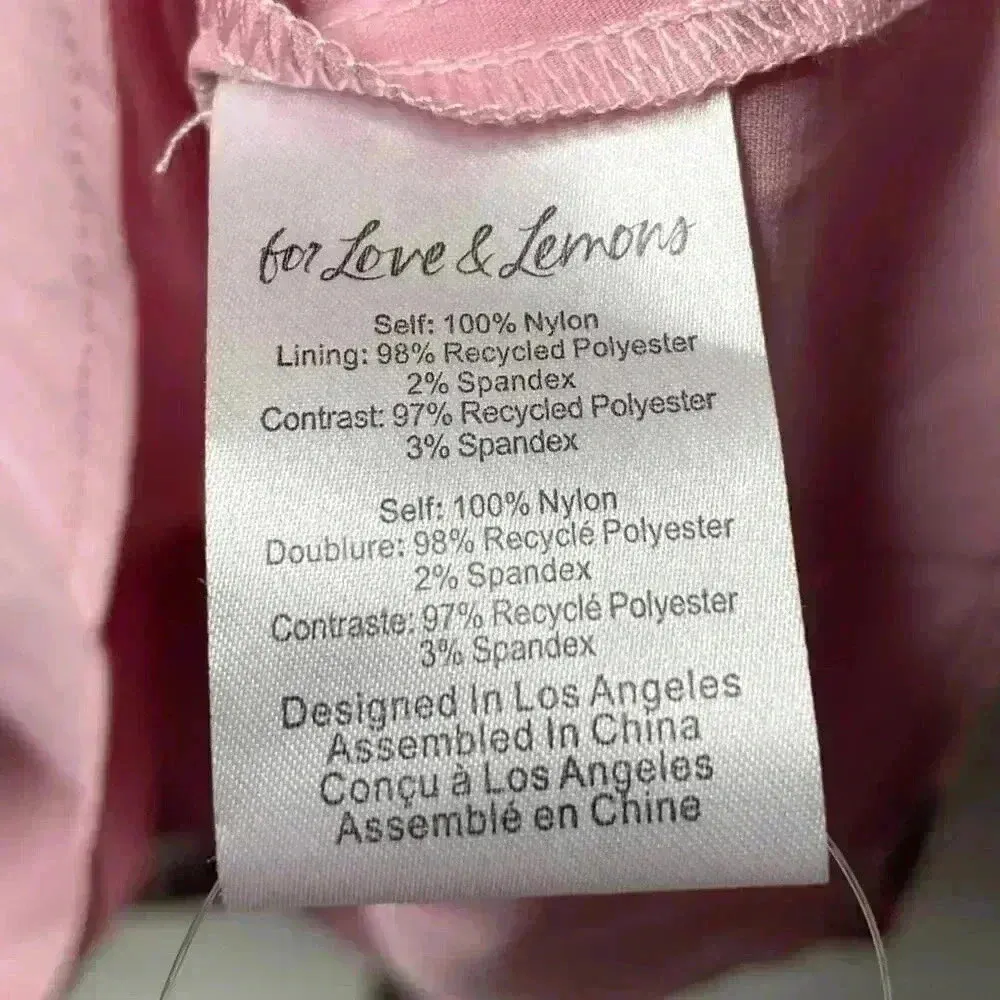 for Love & Lemons
Self: 100% Nylon
Lining: 98% Recycled Polyester
2% Spandex
Contrast: 97% Recycled Polyester
3% Spandex
Self: 100% Nylon
Doublure: 98% Recyclé Polyester
2% Spandex
Contraste: 97% Recyclé Polyester
3% Spandex
Designed In Los Angeles
Assembled In China
Conçu à Los Angeles
Assemblé en Chine